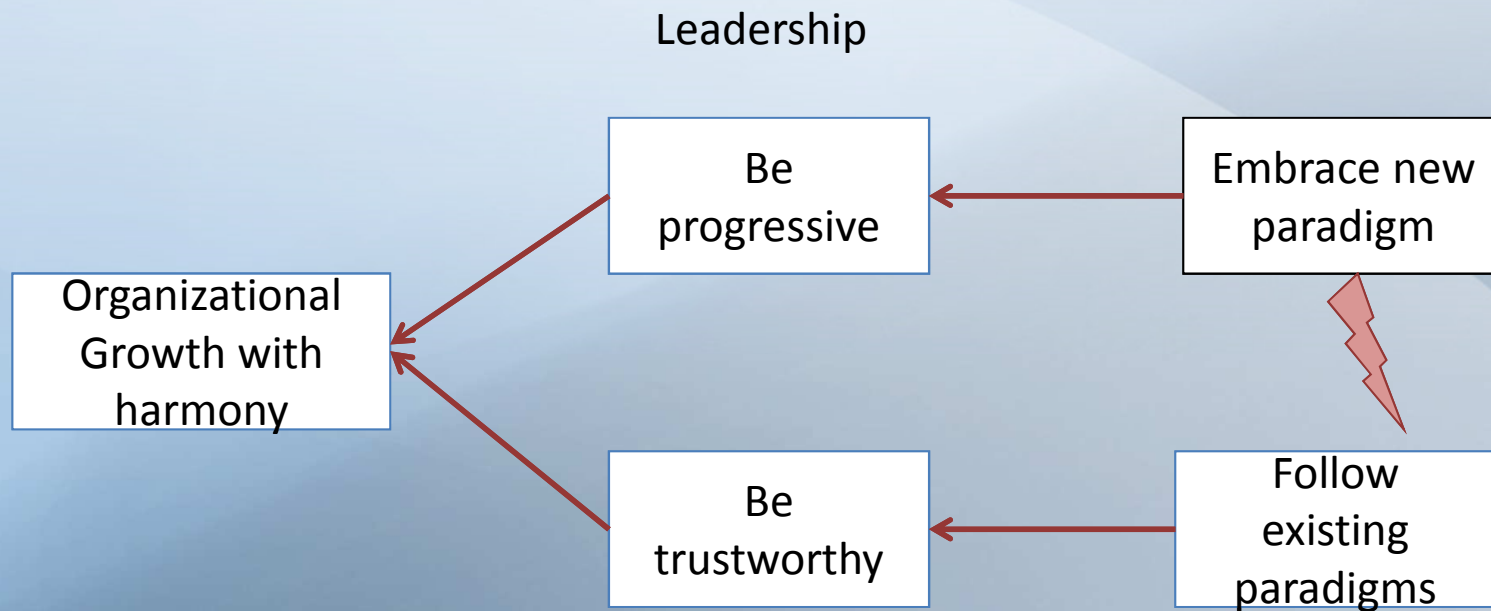 Leadership
Be
progressive
Embrace new
paradigm
Organizational
Growth with
harmony
Be
trustworthy
Follow
existing
paradigms